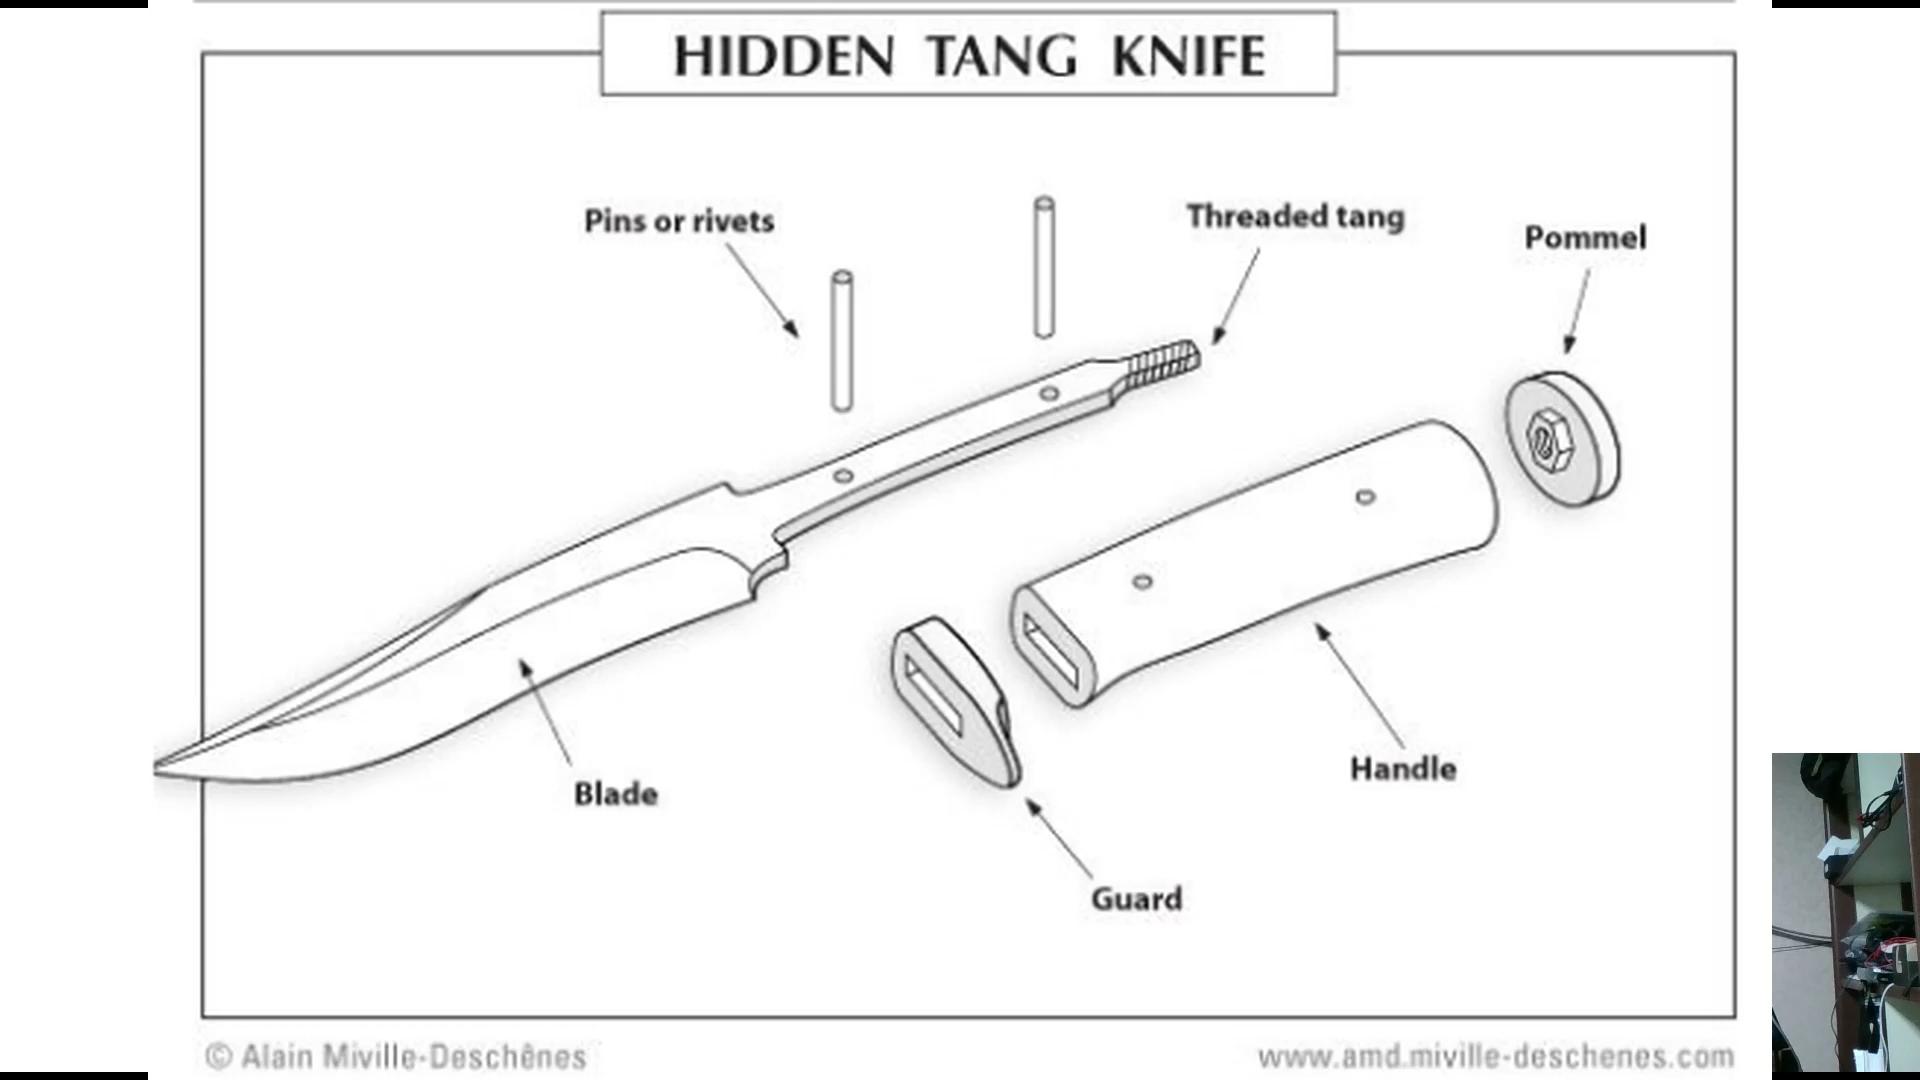 HIDDEN TANG KNIFE
Pins or rivets
Threaded tang
Pommel
Blade
Handle
Guard
© Alain Miville-Deschênes
www.amd.miville-deschenes.com